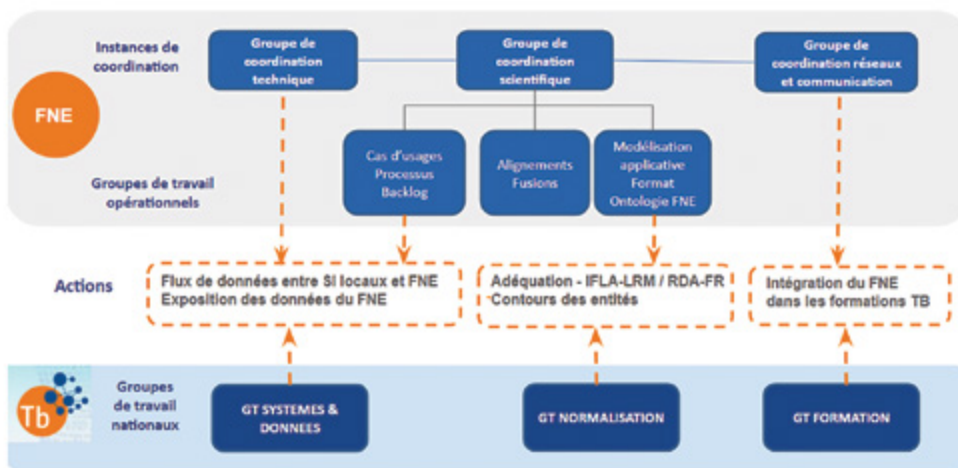 Instances de
coordination
Groupe de
coordination
technique
Groupe de
coordination
scientifique
Groupe de
coordination réseaux
et communication
FNE
Cas d'usages
Processus
Backlog
Alignements
Fusions
Modélisation
applicative
Format
Ontologie FNE
Groupes de travail
opérationnels
Actions
Flux de données entre SI locaux et FNE
Exposition des données du FNE
Adéquation - IFLA-LRM / RDA-FR
Contours des entités
Intégration du FNE
dans les formations TB
Tb
Groupes
de travail
nationaux
GT SYSTEMES &
DONNEES
GT NORMALISATION
GT FORMATION